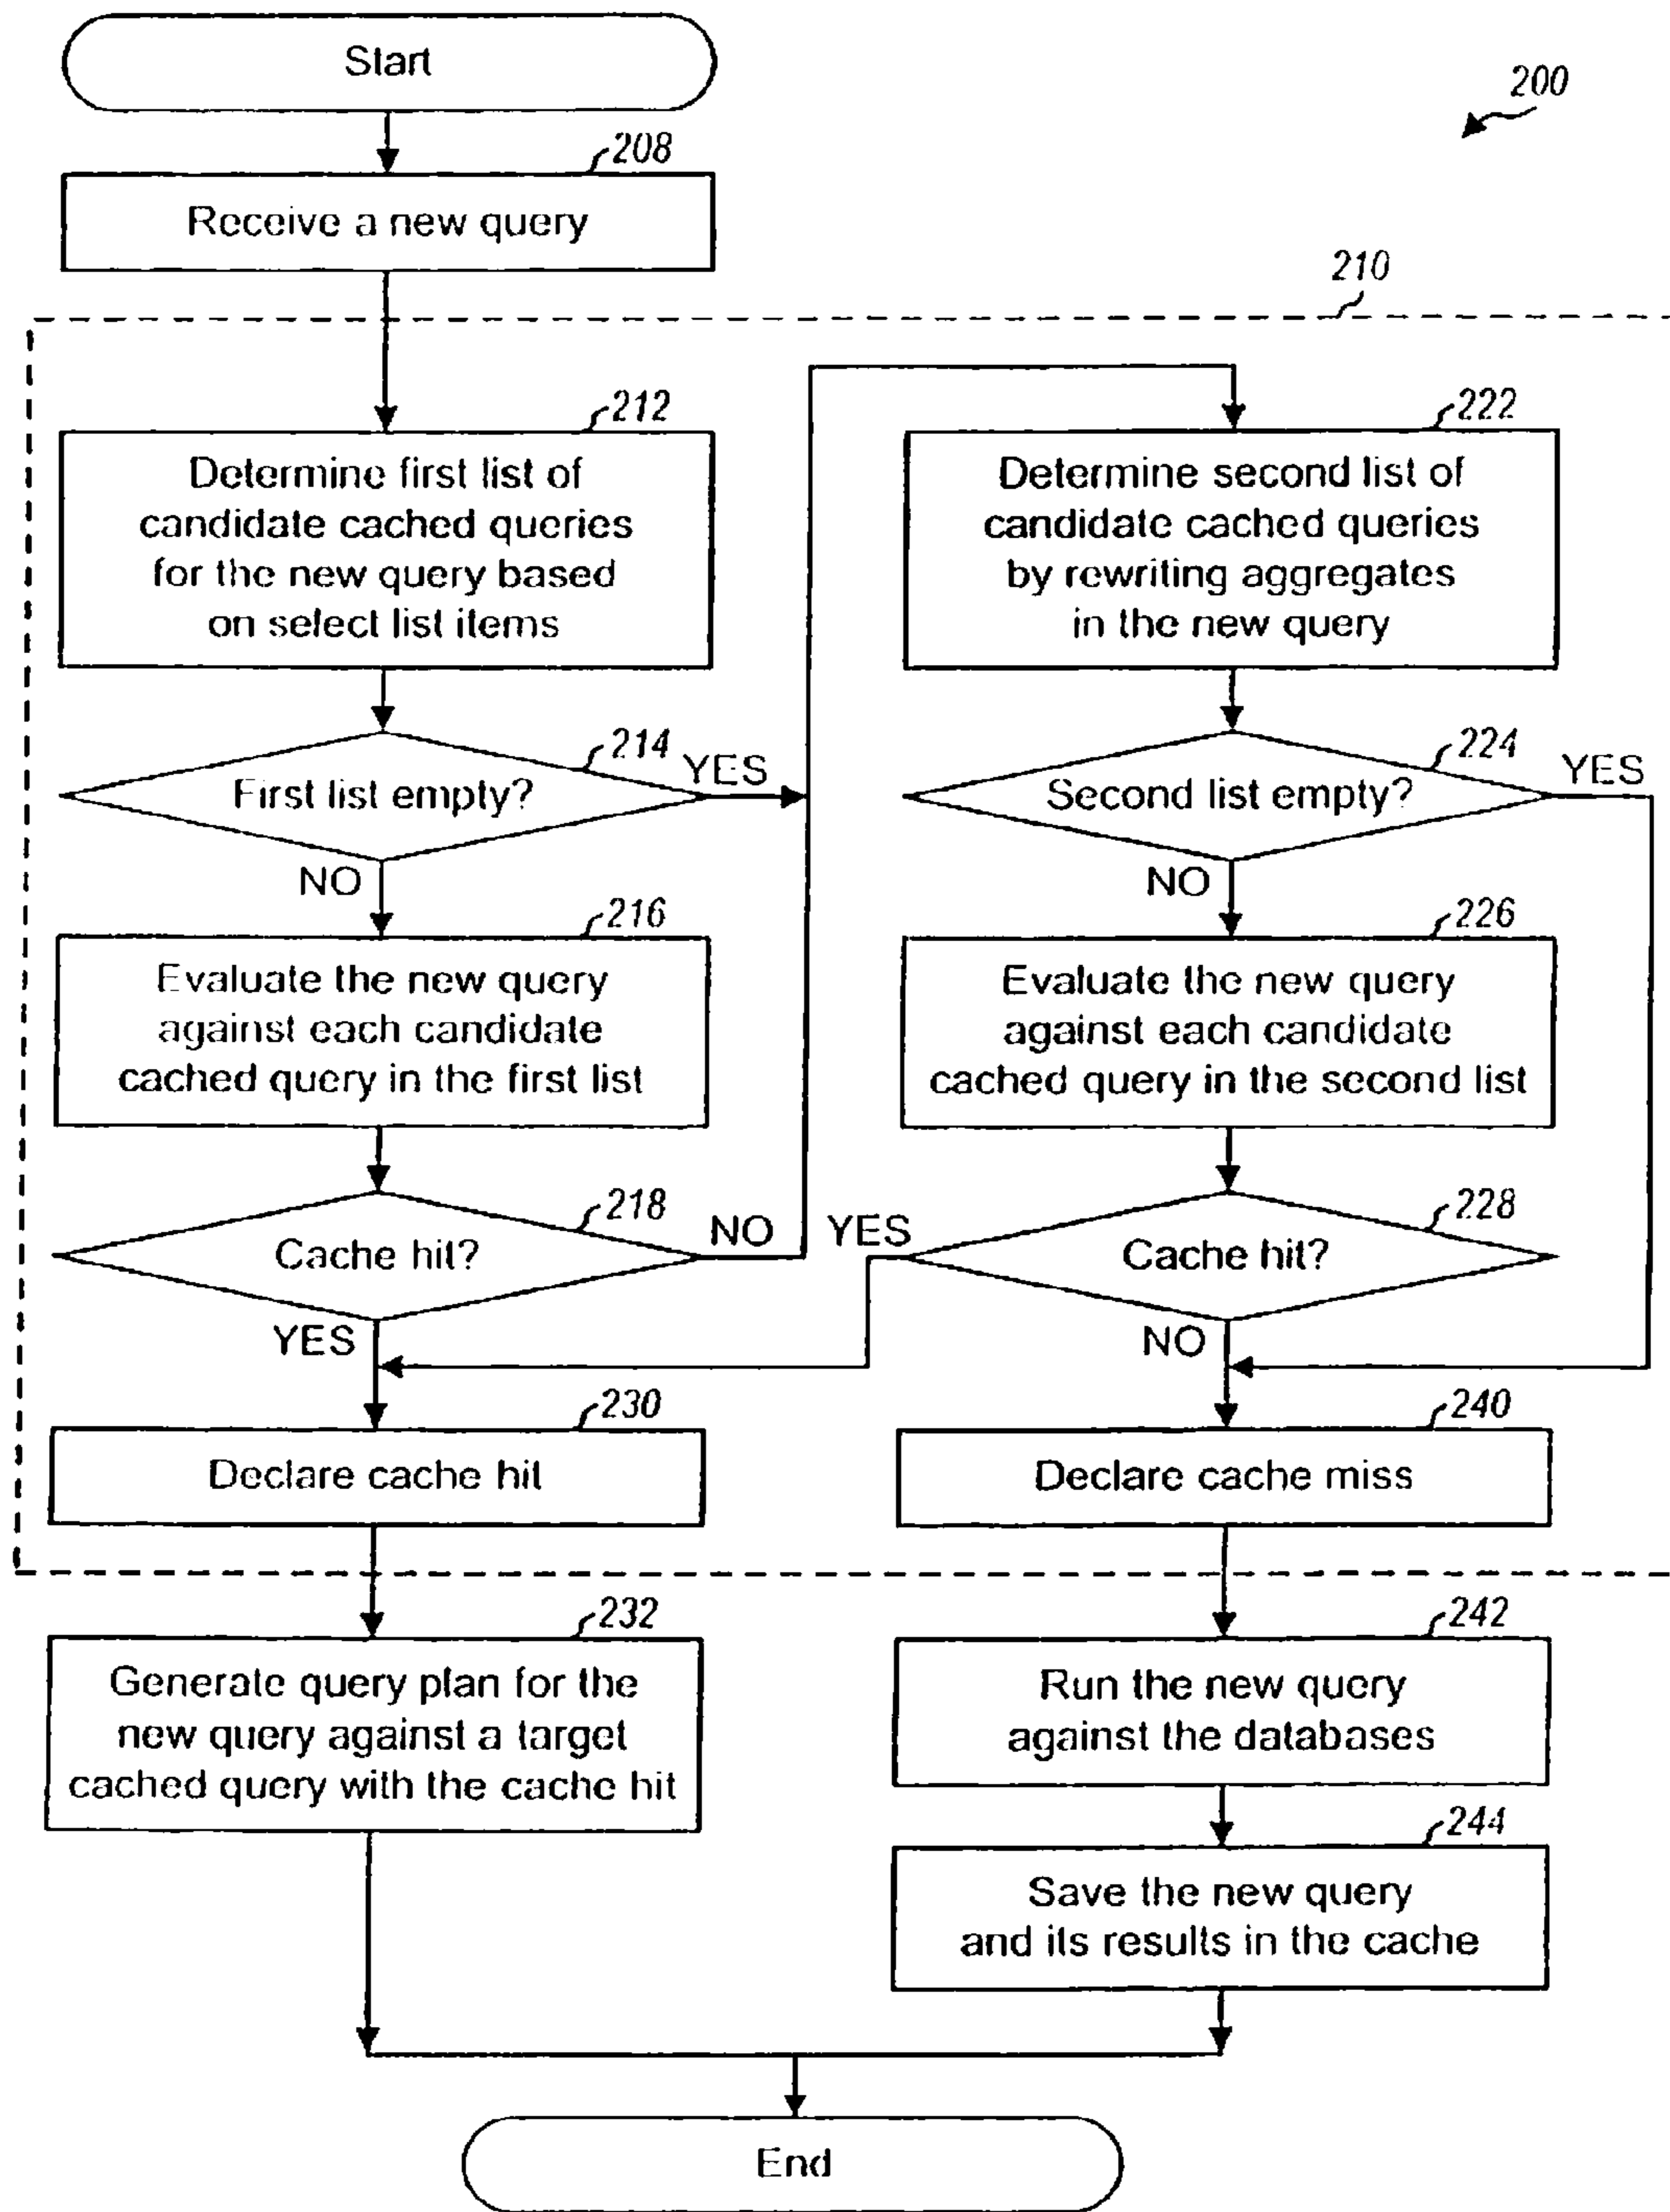 Start
200
208
Receive a new query
210
212
Determine first list of
candidate cached queries
for the new query based
on select list items
214
First list empty?
YES
NO
216
Evaluate the new query
against each candidate
cached query in the first list
218
Cache hit?
NO
YES
222
Determine second list of
candidate cached queries
by rewriting aggregates
in the new query
224
Second list empty?
YES
NO
226
Evaluate the new query
against each candidate
cached query in the second list
228
Cache hit?
YES
NO
230
Declare cache hit
240
Declare cache miss
232
Generate query plan for the
new query against a target
cached query with the cache hit
242
Run the new query
against the databases
244
Save the new query
and its results in the cache
End